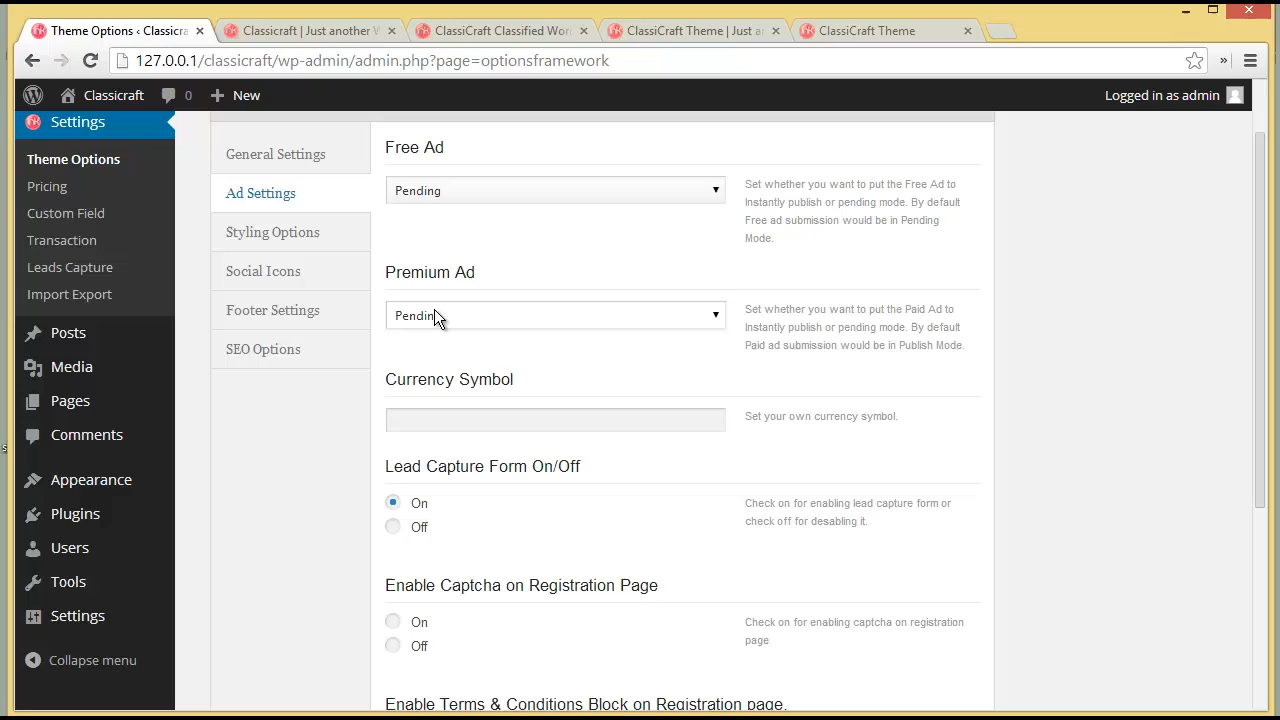 Theme Options ‹ Classicra
Classicraft | Just another W
ClassiCraft Classified Wor
ClassiCraft Theme | Just a
ClassiCraft Theme
127.0.0.1/classicraft/wp-admin/admin.php?page=optionsframework
»
Classicraft
0
New
Logged in as admin
Settings
Theme Options
Pricing
Custom Field
Transaction
Leads Capture
Import Export
Posts
Media
Pages
Comments
Appearance
Plugins
Users
Tools
Settings
Collapse menu
General Settings
Ad Settings
Styling Options
Social Icons
Footer Settings
SEO Options
Free Ad
Pending
Set whether you want to put the Free Ad to
Instantly publish or pending mode. By default
Free ad submission would be in Pending
Mode.
Premium Ad
Pending
Set whether you want to put the Paid Ad to
Instantly publish or pending mode. By default
Paid ad submission would be in Publish Mode.
Currency Symbol
Set your own currency symbol.
Lead Capture Form On/Off
On
Off
Check on for enabling lead capture form or
check off for desabling it.
Enable Captcha on Registration Page
On
Off
Check on for enabling captcha on registration
page
Enable Terms & Conditions Block on Registration page.